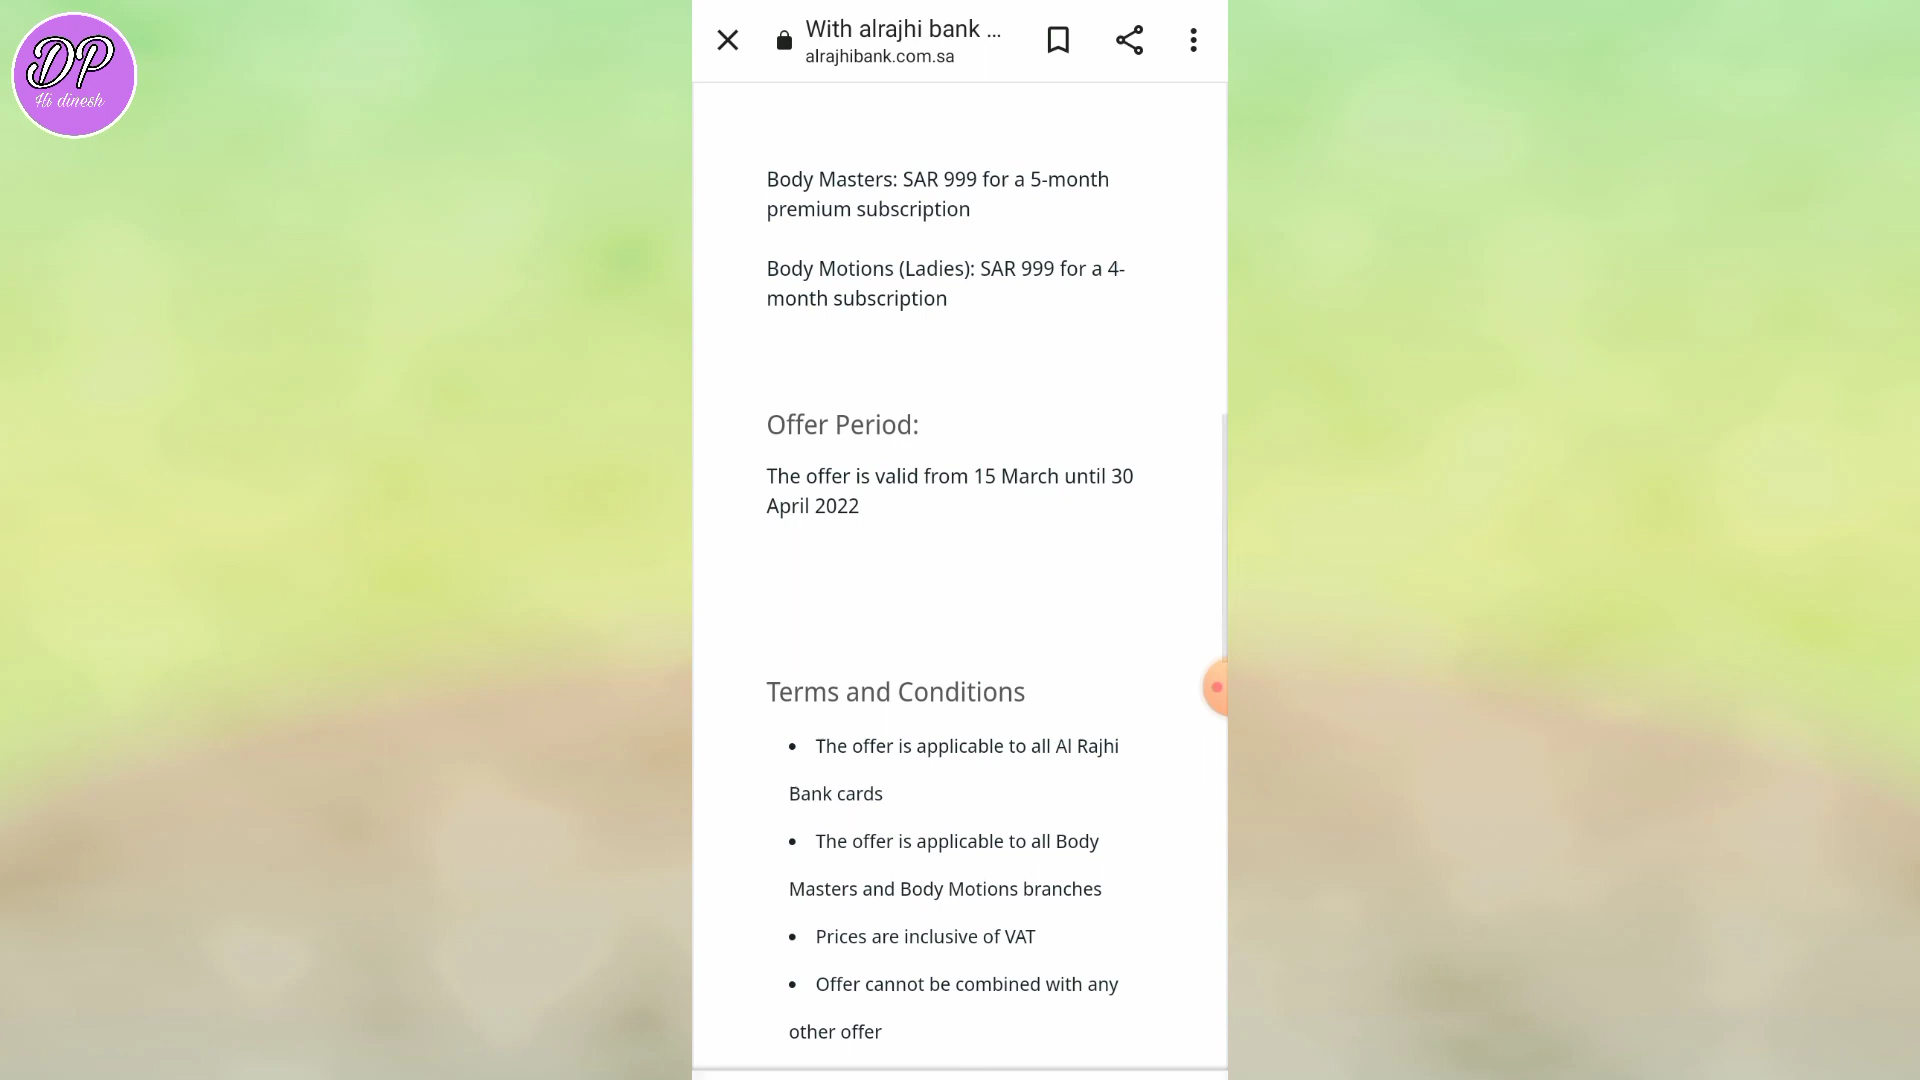 DP
Hi dinesh
With alrajhi bank ...
alrajhibank.com.sa
Body Masters: SAR 999 for a 5-month
premium subscription
Body Motions (Ladies): SAR 999 for a 4-
month subscription
Offer Period:
The offer is valid from 15 March until 30
April 2022
Terms and Conditions
• The offer is applicable to all Al Rajhi
Bank cards
• The offer is applicable to all Body
Masters and Body Motions branches
• Prices are inclusive of VAT
• Offer cannot be combined with any
other offer